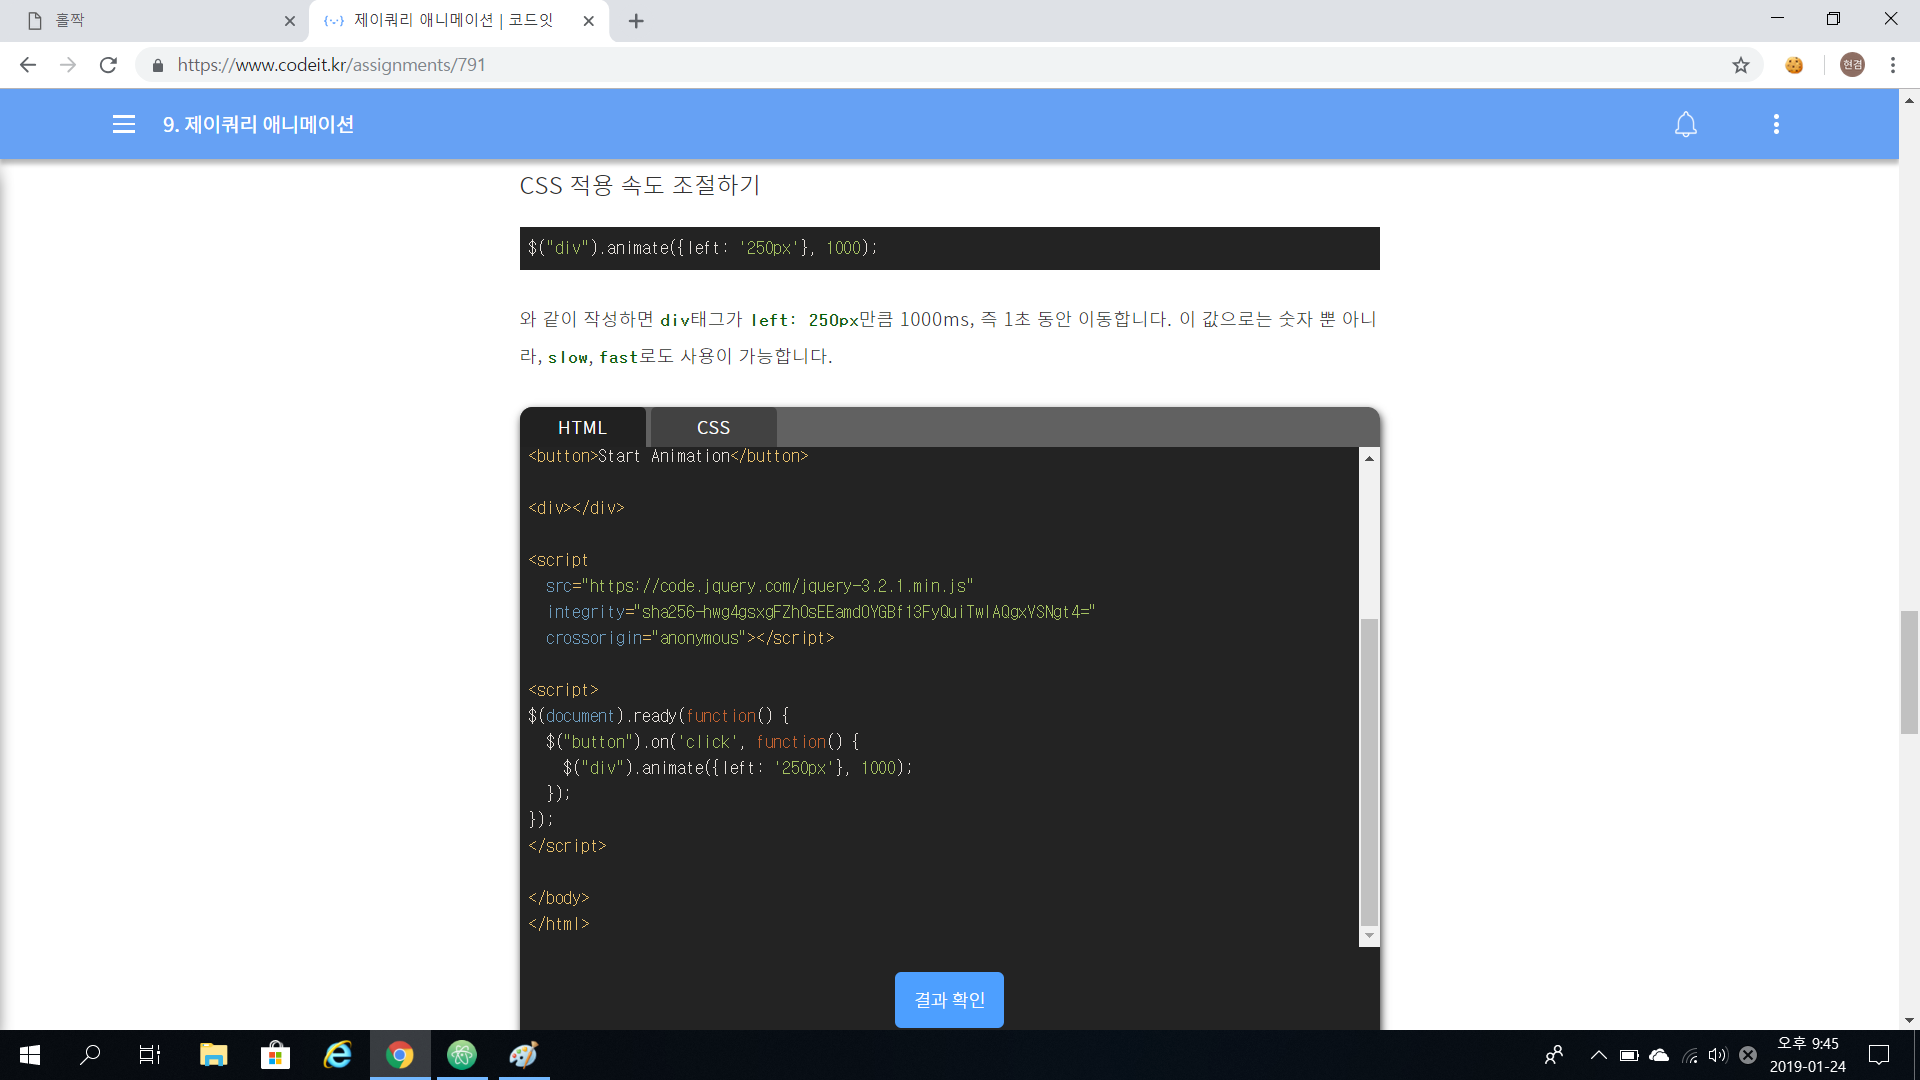 홀짝
제이쿼리 애니메이션 | 코드잇
https://www.codeit.kr/assignments/791
현겸
9. 제이쿼리 애니메이션
CSS 적용 속도 조절하기
$("div").animate({left: '250px'}, 1000);
와 같이 작성하면 div태그가 left: 250px만큼 1000ms, 즉 1초 동안 이동합니다. 이 값으로는 숫자 뿐 아니
라, slow, fast로도 사용이 가능합니다.
HTML CSS
<button>Start Animation</button>
<div></div>
<script
src="https://code.jquery.com/jquery-3.2.1.min.js"
integrity="sha256-hwg4gsxgFZhOsEEamdOYGBf13FyQuiTwlAQgxVSNgt4="
crossorigin="anonymous"></script>
<script>
$(document).ready(function() {
$("button").on('click', function() {
$("div").animate({left: '250px'}, 1000);
});
});
</script>
</body>
</html>
결과 확인
오후 9:45
2019-01-24